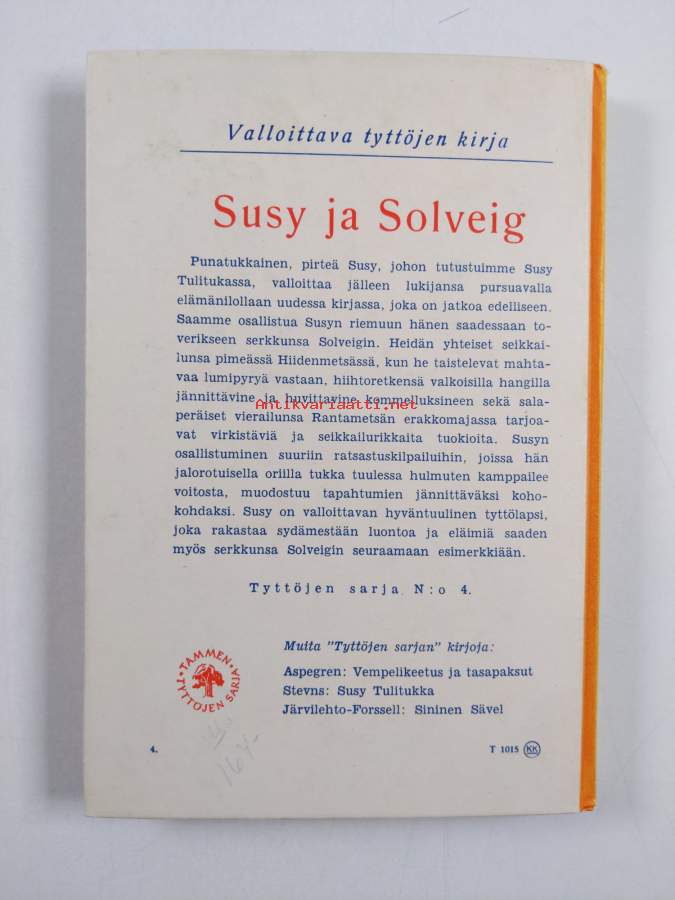 Valloittava tyttöjen kirja
Susy ja Solveig
Punatukkainen, pirteä Susy, johon tutustuimme Susy
Tulitukassa, valloittaa jälleen lukijansa pursuavalla
elämänilollaan uudessa kirjassa, joka on jatkoa edelliseen.
Saamme osallistua Susyn riemuun hänen saadessaan to-
verikseen serkkunsa Solveigin. Heidän yhteiset seikkai-
lunsa pimeässä Hiidenmetsässä, kun he taistelevat mahta-
vaa lumipyryä vastaan, hiihtoretkensä valkoisilla hangilla
jännittävine ja huvittavine kommelluksineen sekä sala-
Antikvariaatti.net
peräiset vierailunsa Rantametsän erakkomajassa tarjoa-
vat virkistäviä ja seikkailurikkaita tuokioita. Susyn
osallistuminen suuriin ratsastuskilpailuihin, joissa hän
jalorotuisella oriilla tukka tuulessa hulmuten kamppailee
voitosta, muodostuu tapahtumien jännittäväksi koho-
kohdaksi. Susy on valloittavan hyväntuulinen tyttölapsi,
joka rakastaa sydämestään luontoa ja eläimiä saaden
myös serkkunsa Solveigin seuraamaan esimerkkiään.
Tyttöjen sarja N:o 4.
Muita "Tyttöjen sarjan" kirjoja:
Aspegren: Vempelikeetus ja tasapaksut
Stevns: Susy Tulitukka
Järvilehto-Forssell: Sininen Sävel
TAMMEN
TYTTÖJEN SARJA
4.
T 1015 KK